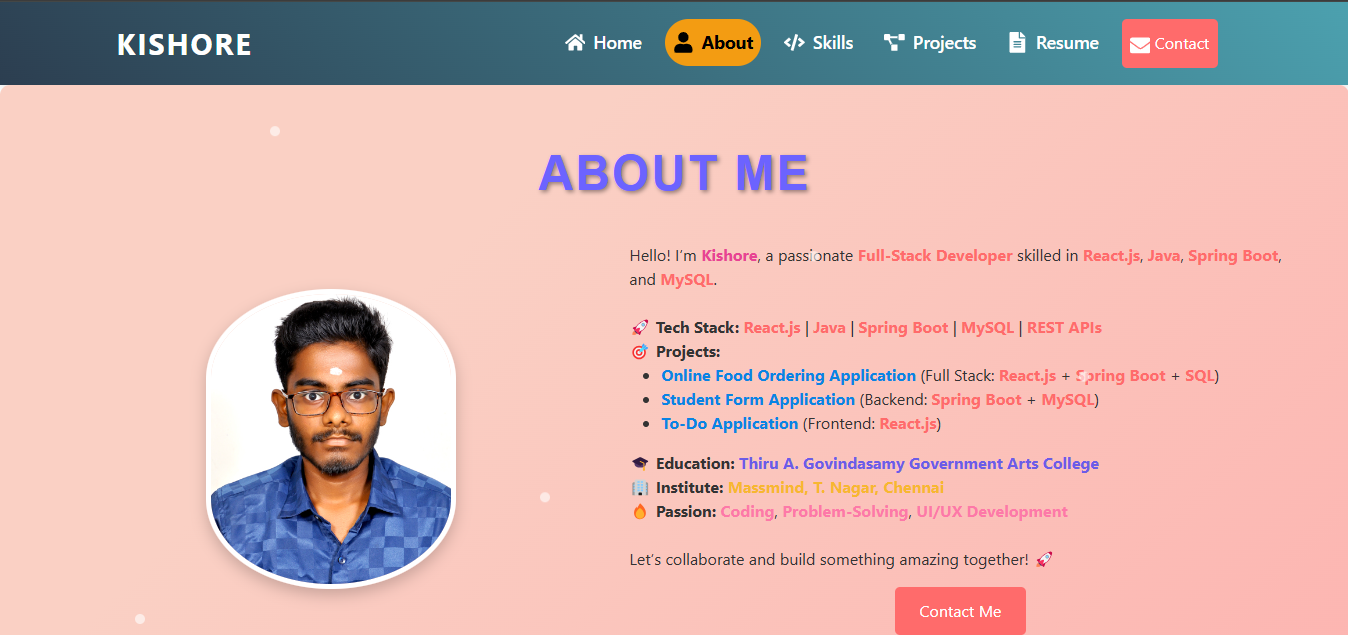 KISHORE
Home About Skills Projects Resume Contact
ABOUT ME
Hello! I’m Kishore, a passionate Full-Stack Developer skilled in React.js, Java, Spring Boot,
and MySQL.
🚀 Tech Stack: React.js | Java | Spring Boot | MySQL | REST APIs
🎯 Projects:
• Online Food Ordering Application (Full Stack: React.js + Spring Boot + SQL)
• Student Form Application (Backend: Spring Boot + MySQL)
• To-Do Application (Frontend: React.js)
🎓 Education: Thiru A. Govindasamy Government Arts College
🏢 Institute: Massmind, T. Nagar, Chennai
🔥 Passion: Coding, Problem-Solving, UI/UX Development
Let’s collaborate and build something amazing together! 🚀
Contact Me